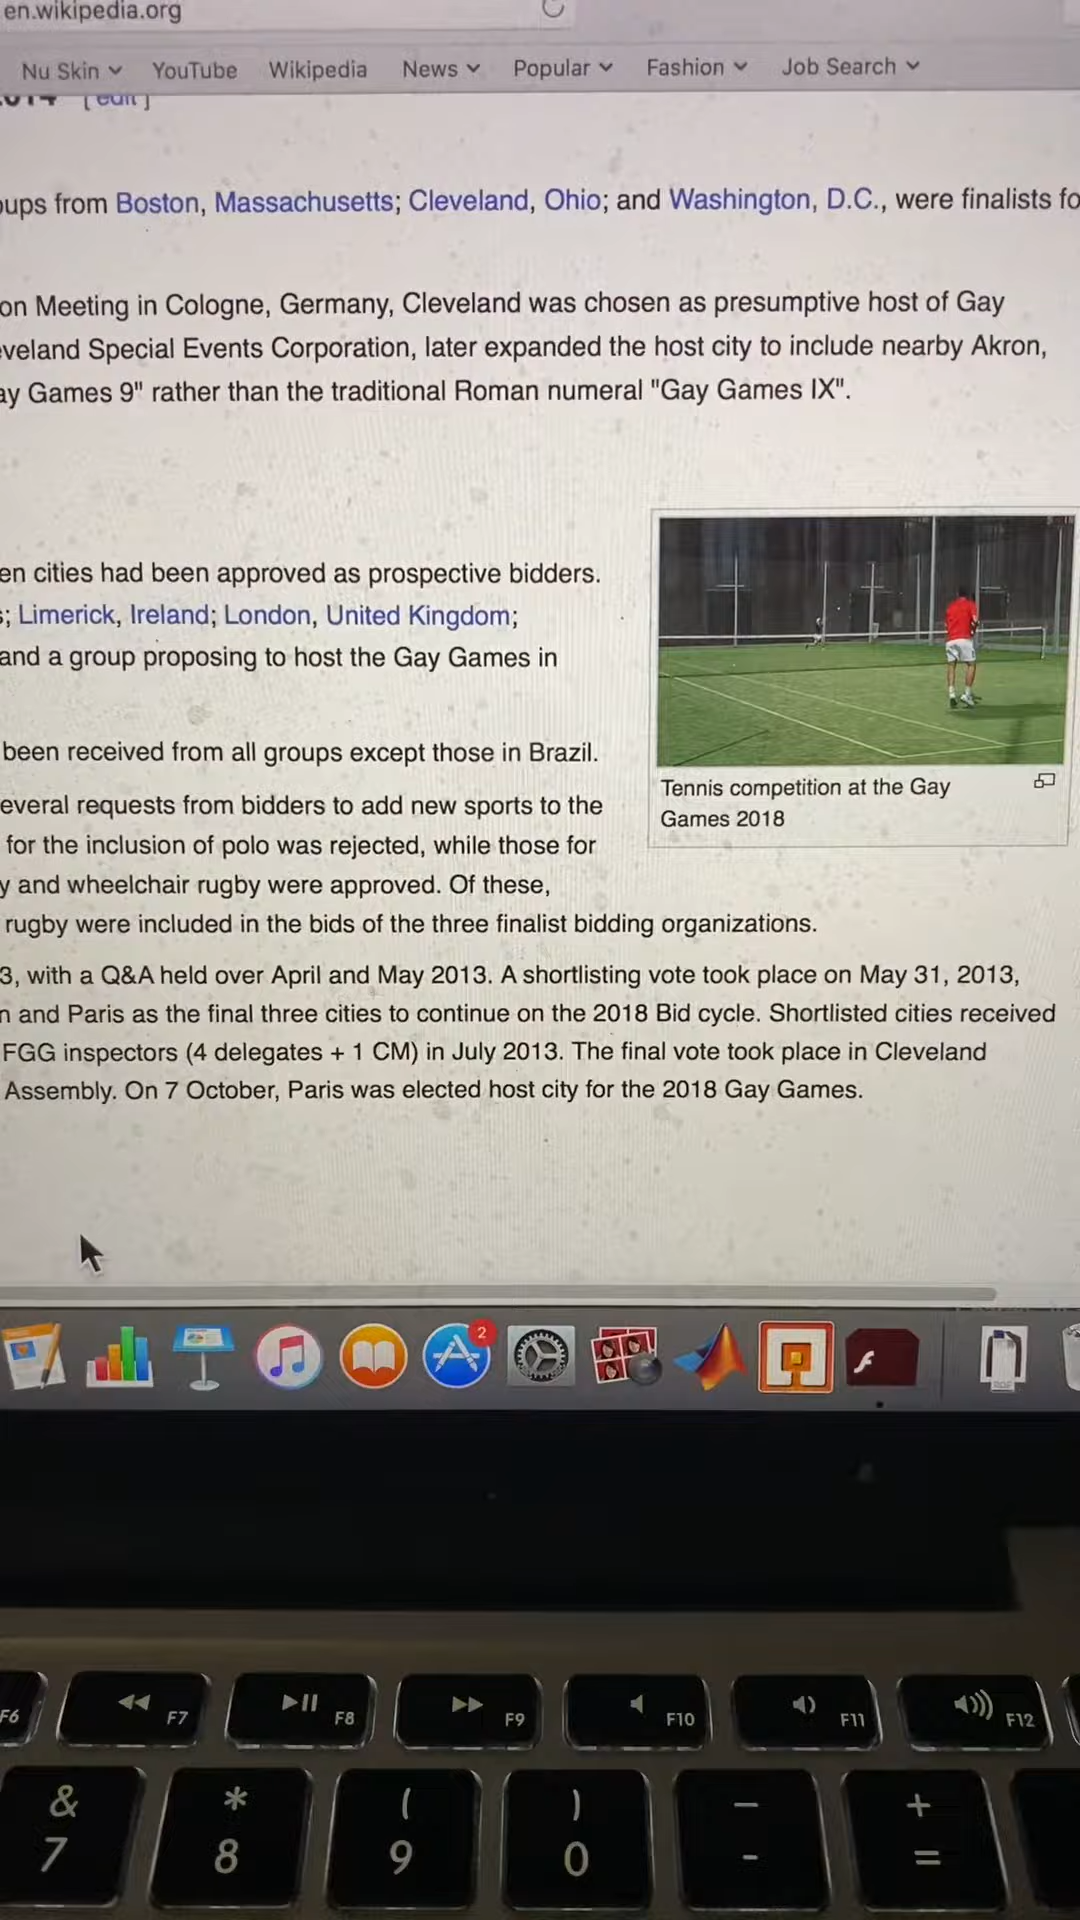 en.wikipedia.org
Nu Skin YouTube Wikipedia News Popular Fashion Job Search
[edit]
from Boston, Massachusetts; Cleveland, Ohio; and Washington, D.C., were finalists
on Meeting in Cologne, Germany, Cleveland was chosen as presumptive host of Gay
Special Events Corporation, later expanded the host city to include nearby Akron,
Games 9" rather than the traditional Roman numeral "Gay Games IX".
en cities had been approved as prospective bidders.
; Limerick, Ireland; London, United Kingdom;
and a group proposing to host the Gay Games in
been received from all groups except those in Brazil.
everal requests from bidders to add new sports to the
for the inclusion of polo was rejected, while those for
y and wheelchair rugby were approved. Of these,
rugby were included in the bids of the three finalist bidding organizations.
Tennis competition at the Gay
Games 2018
3, with a Q&A held over April and May 2013. A shortlisting vote took place on May 31, 2013,
n and Paris as the final three cities to continue on the 2018 Bid cycle. Shortlisted cities received
FGG inspectors (4 delegates + 1 CM) in July 2013. The final vote took place in Cleveland
Assembly. On 7 October, Paris was elected host city for the 2018 Gay Games.
2
F6 F7 F8 F9 F10 F11 F12
& * ( ) — +
7 8 9 0 - =